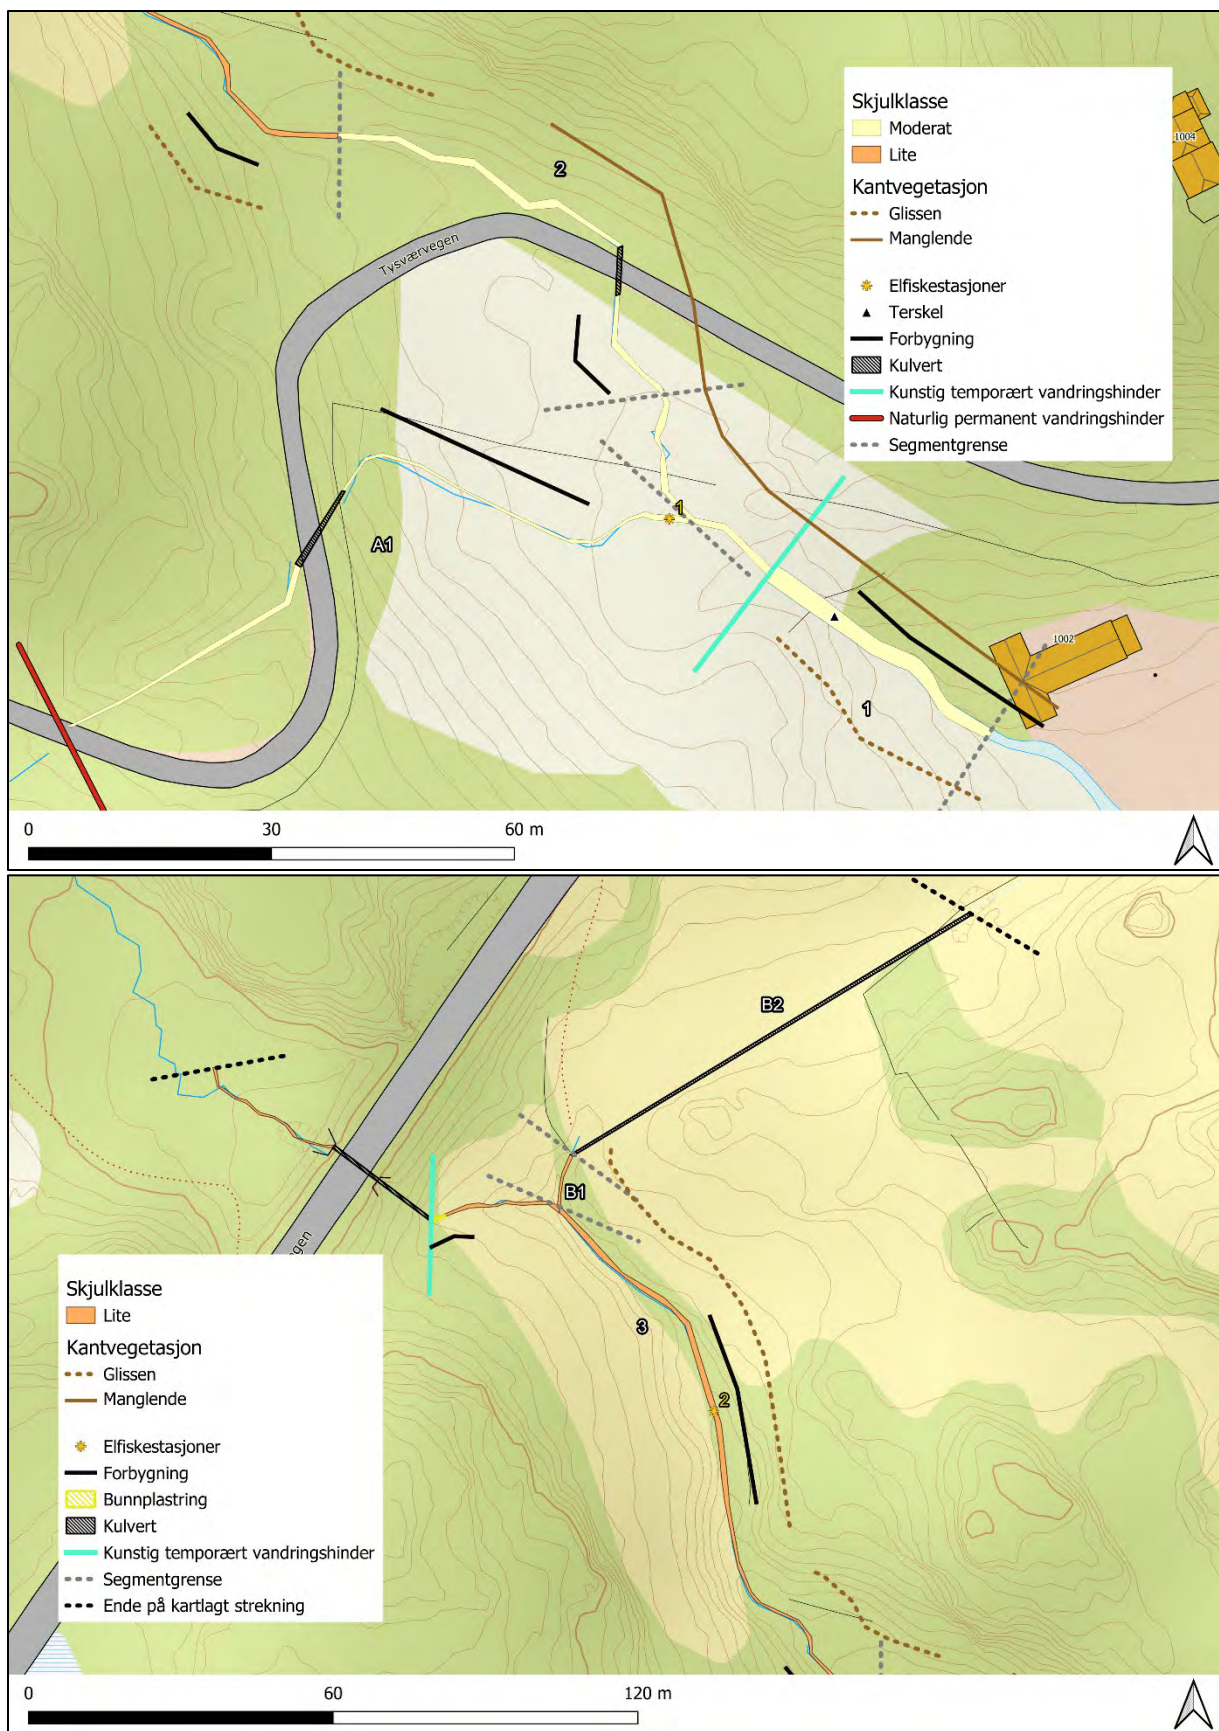 Skjulklasse
Moderat
Lite
Kantvegetasjon
Glissen
Manglende
Elfiskestasjoner
Terskel
Forbygning
Kulvert
Kunstig temporært vandringshinder
Naturlig permanent vandringshinder
Segmentgrense
1004
2
Tysværvegen
1
A1
1002
1
0 30 60 m
B2
B1
3
2
gen
Skjulklasse
Lite
Kantvegetasjon
Glissen
Manglende
Elfiskestasjoner
Forbygning
Bunnplastring
Kulvert
Kunstig temporært vandringshinder
Segmentgrense
Ende på kartlagt strekning
0 60 120 m